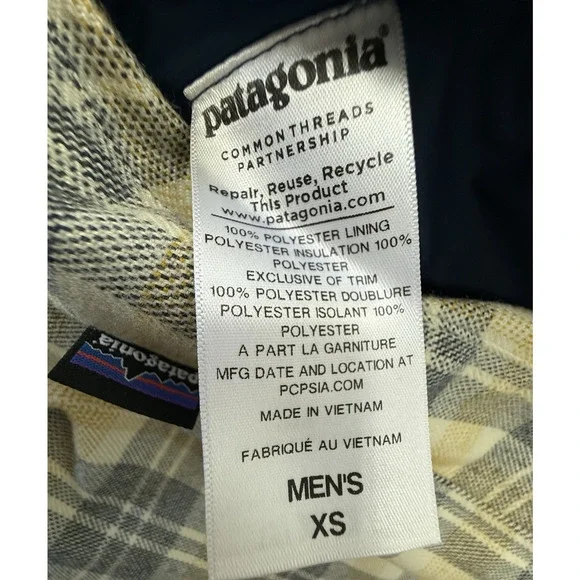 patagonia®
COMMON THREADS
PARTNERSHIP
Repair, Reuse, Recycle
This Product
www.patagonia.com
100% POLYESTER LINING
POLYESTER INSULATION 100%
POLYESTER
EXCLUSIVE OF TRIM
100% POLYESTER DOUBLURE
POLYESTER ISOLANT 100%
POLYESTER
A PART LA GARNITURE
MFG DATE AND LOCATION AT
PCPSIA.COM
MADE IN VIETNAM
FABRIQUÉ AU VIETNAM
MEN'S
XS
patagonia®